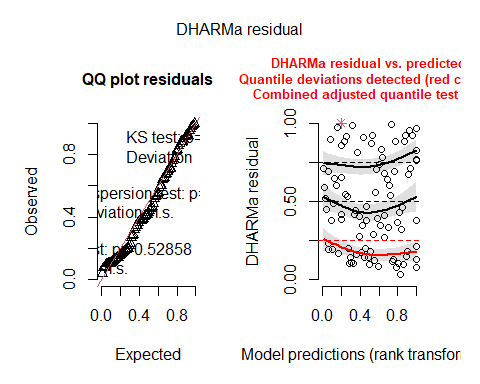 DHARMa residual
QQ plot residuals
KS test:
Deviation
spersion test: p=
viation n.s.
st: p= 0.52858
n.s.
Observed
0.0 0.4 0.8
0.0 0.4 0.8
Expected
DHARMa residual vs. predicted
Quantile deviations detected (red c
Combined adjusted quantile test
DHARMa residual
0.00 0.50 1.00
0.0 0.4 0.8
Model predictions (rank transfor